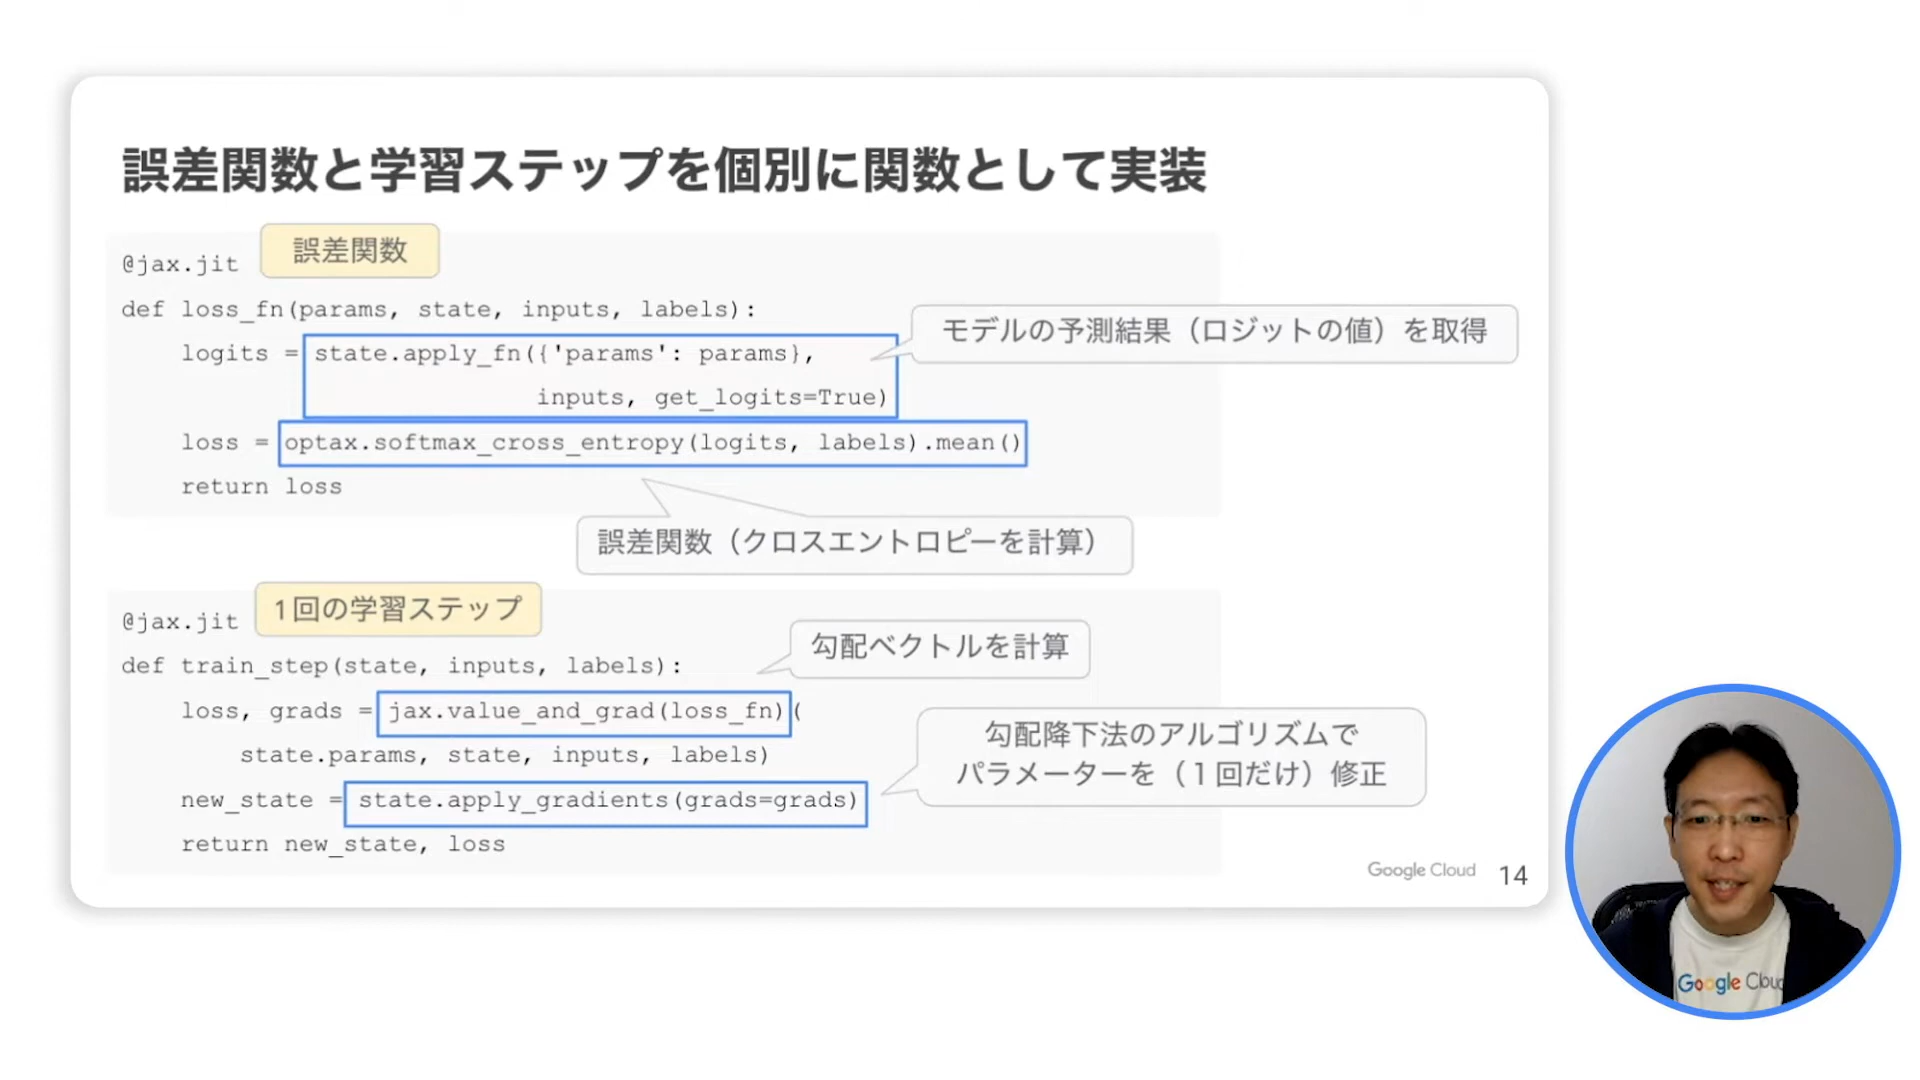 誤差関数と学習ステップを個別に関数として実装
@jax.jit
誤差関数
def loss_fn(params, state, inputs, labels):
logits = state.apply_fn({'params': params},
inputs, get_logits=True)
モデルの予測結果（ロジットの値）を取得
loss = optax.softmax_cross_entropy(logits, labels).mean()
return loss
誤差関数（クロスエントロピーを計算）
@jax.jit
1回の学習ステップ
def train_step(state, inputs, labels):
勾配ベクトルを計算
loss, grads = jax.value_and_grad(loss_fn)(
state.params, state, inputs, labels)
勾配降下法のアルゴリズムで
パラメーターを（１回だけ）修正
new_state = state.apply_gradients(grads=grads)
return new_state, loss
Google Cloud
14
Google Clou